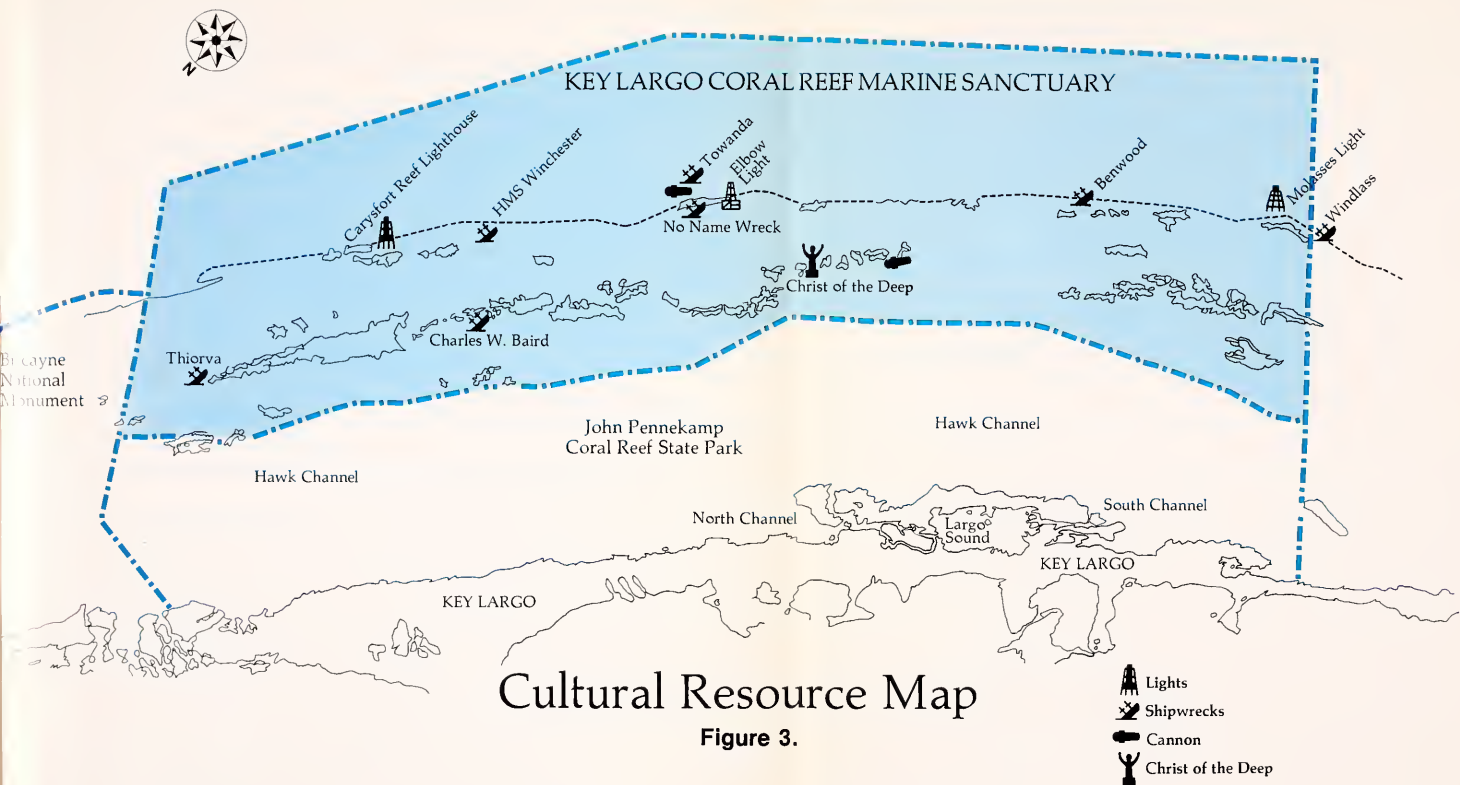 N
KEY LARGO CORAL REEF MARINE SANCTUARY
Carysfort Reef Lighthouse
HMS Winchester
Towanda
Elbow
Light
No Name Wreck
Benwood
Molasses Light
Windlass
Christ of the Deep
Charles W. Baird
Thiorva
Biscayne
National
Monument
John Pennekamp
Coral Reef State Park
Hawk Channel
Hawk Channel
North Channel
South Channel
Largo
Sound
KEY LARGO
KEY LARGO
Cultural Resource Map
Figure 3.
Lights
Shipwrecks
Cannon
Christ of the Deep